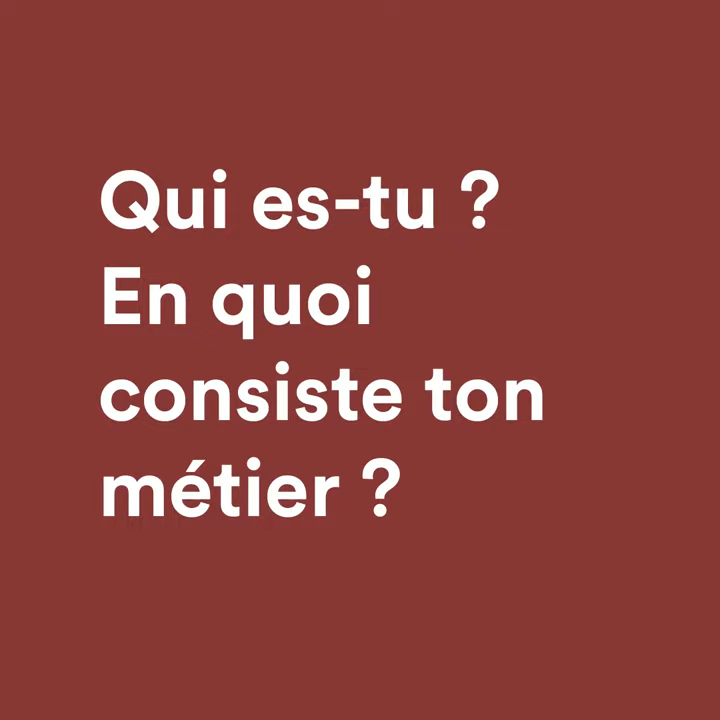 Qui es-tu ?
En quoi
consiste ton
métier ?